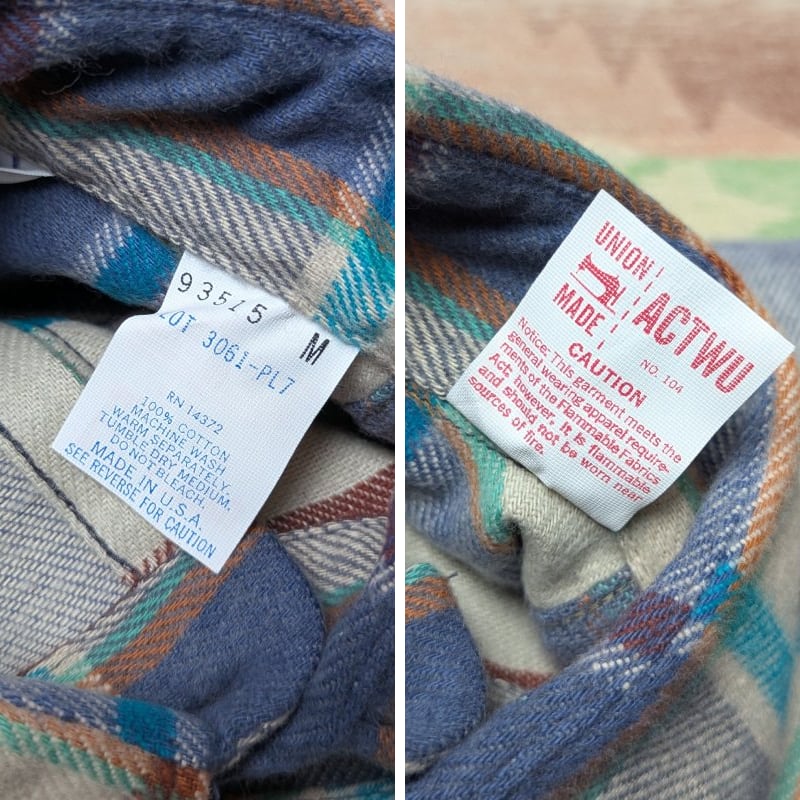 93515
LOT 3061-PL7 M
RN 14372
100% COTTON
MACHINE WASH
WARM SEPARATELY.
TUMBLE DRY MEDIUM.
DO NOT BLEACH.
MADE IN U.S.A.
SEE REVERSE FOR CAUTION
UNION
MADE
ACTWU
NO. 104
CAUTION
Notice: This garment meets the
general wearing apparel require-
ments of the Flammable Fabrics
Act; however, it is flammable
and should not be worn near
sources of fire.